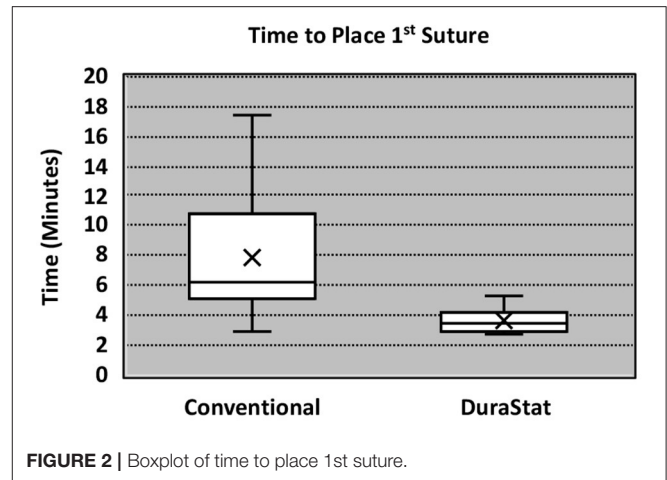 Time to Place 1st Suture
20
18
16
14
12
10
8
6
4
2
0
Time (Minutes)
Conventional DuraStat
FIGURE 2 | Boxplot of time to place 1st suture.